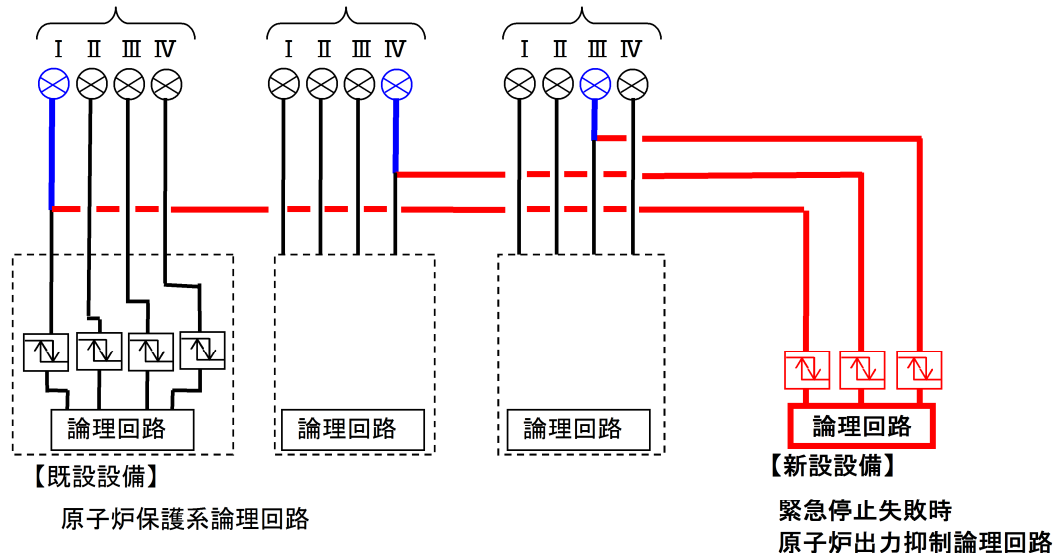 Ⅰ Ⅱ Ⅲ Ⅳ
Ⅰ Ⅱ Ⅲ Ⅳ
Ⅰ Ⅱ Ⅲ Ⅳ
論理回路
論理回路
論理回路
論理回路
【既設設備】
原子炉保護系論理回路
【新設設備】
緊急停止失敗時
原子炉出力抑制論理回路